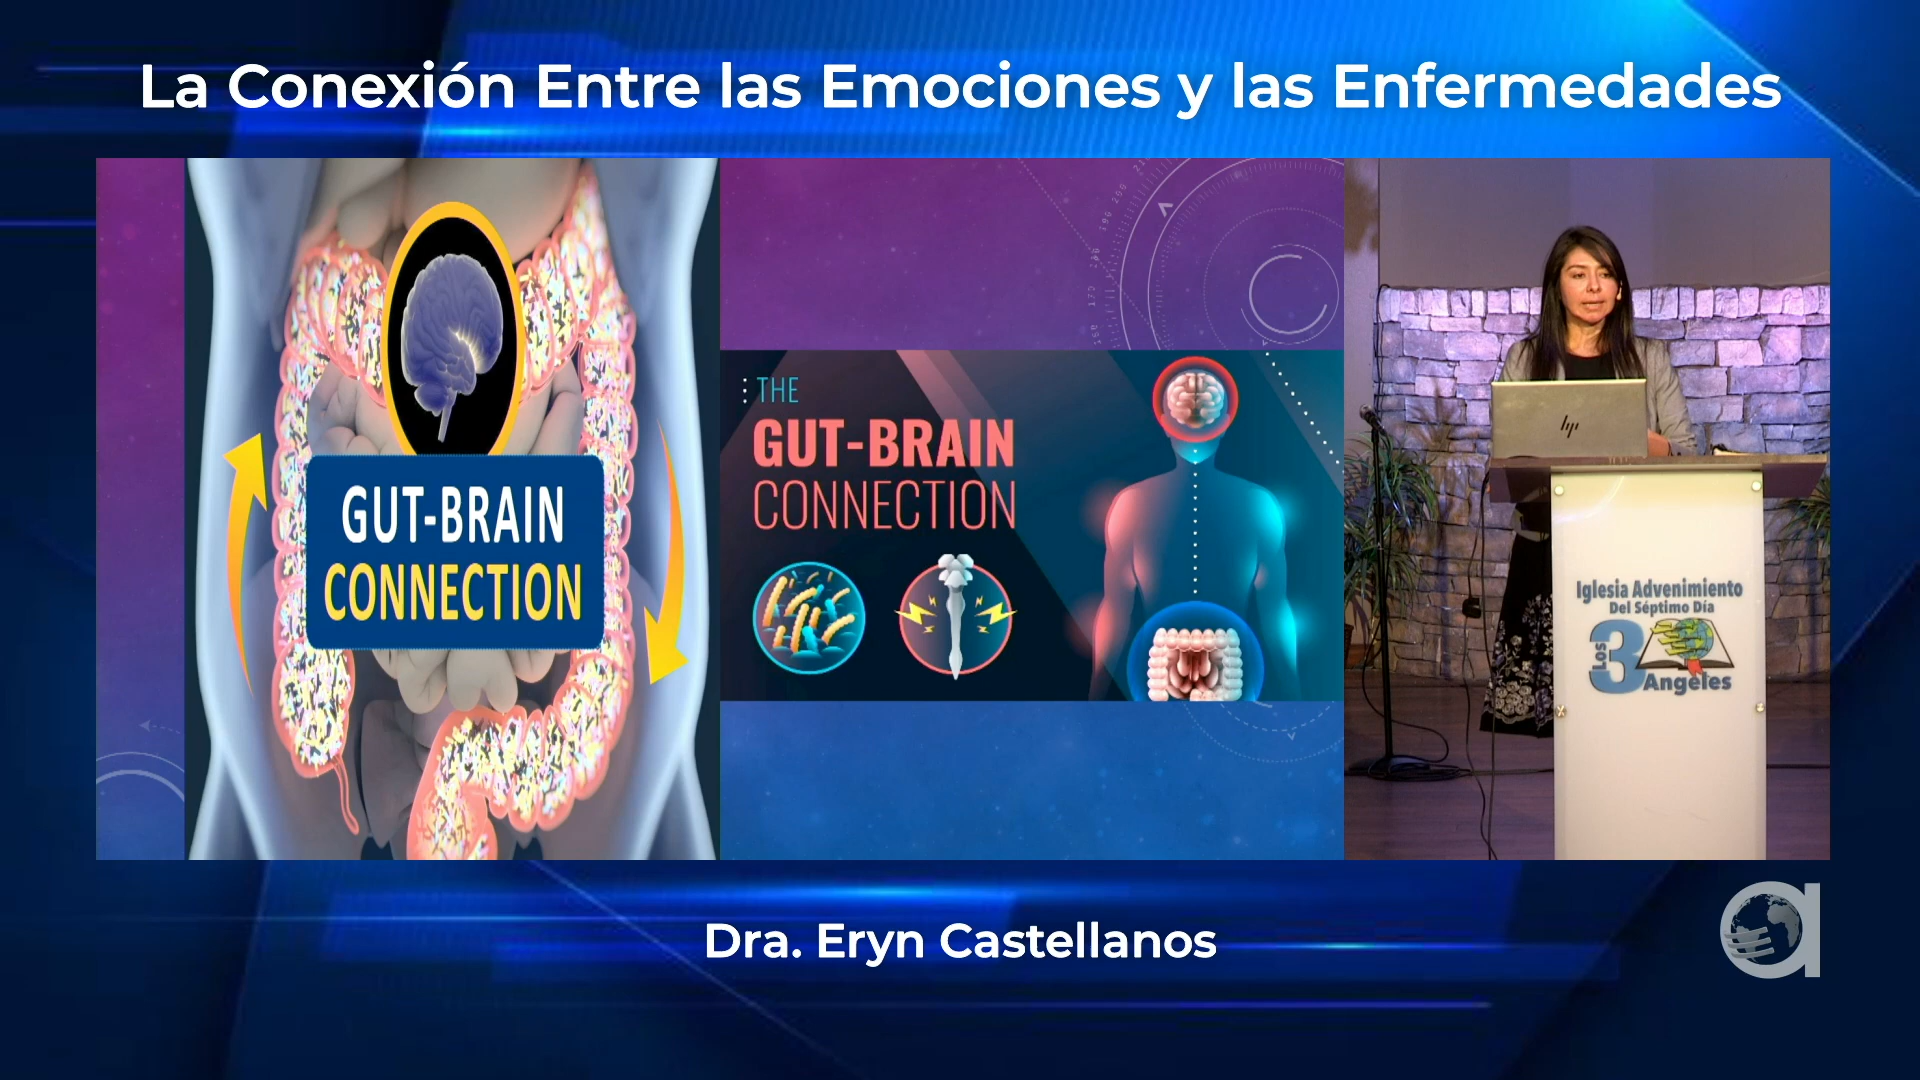 La Conexión Entre las Emociones y las Enfermedades
GUT-BRAIN
CONNECTION
THE
GUT-BRAIN
CONNECTION
hp
Iglesia Advenimiento
Del Séptimo Día
Los 3
Angeles
Dra. Eryn Castellanos